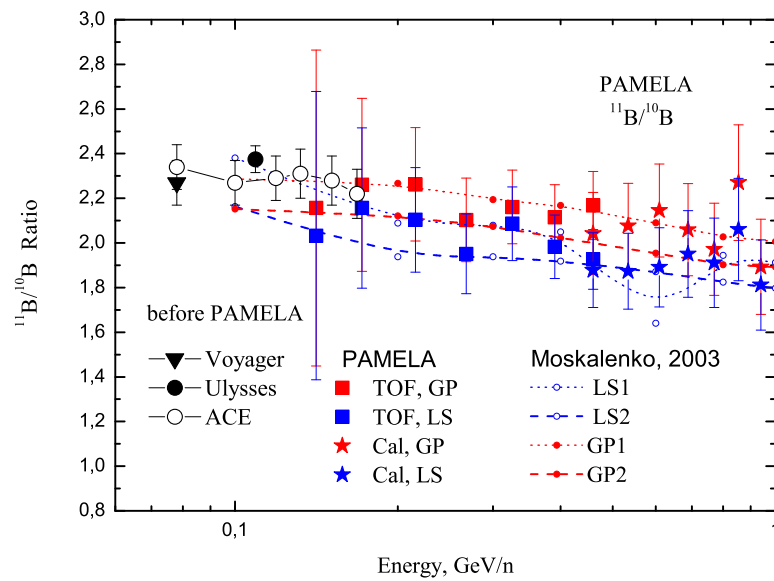 3,0
2,8
2,6
2,4
2,2
2,0
1,8
1,6
1,4
1,2
1,0
0,8
¹¹B/¹⁰B Ratio
PAMELA
¹¹B/¹⁰B
before PAMELA
Voyager
Ulysses
ACE
PAMELA
TOF, GP
TOF, LS
Cal, GP
Cal, LS
Moskalenko, 2003
LS1
LS2
GP1
GP2
0,1
1
Energy, GeV/n